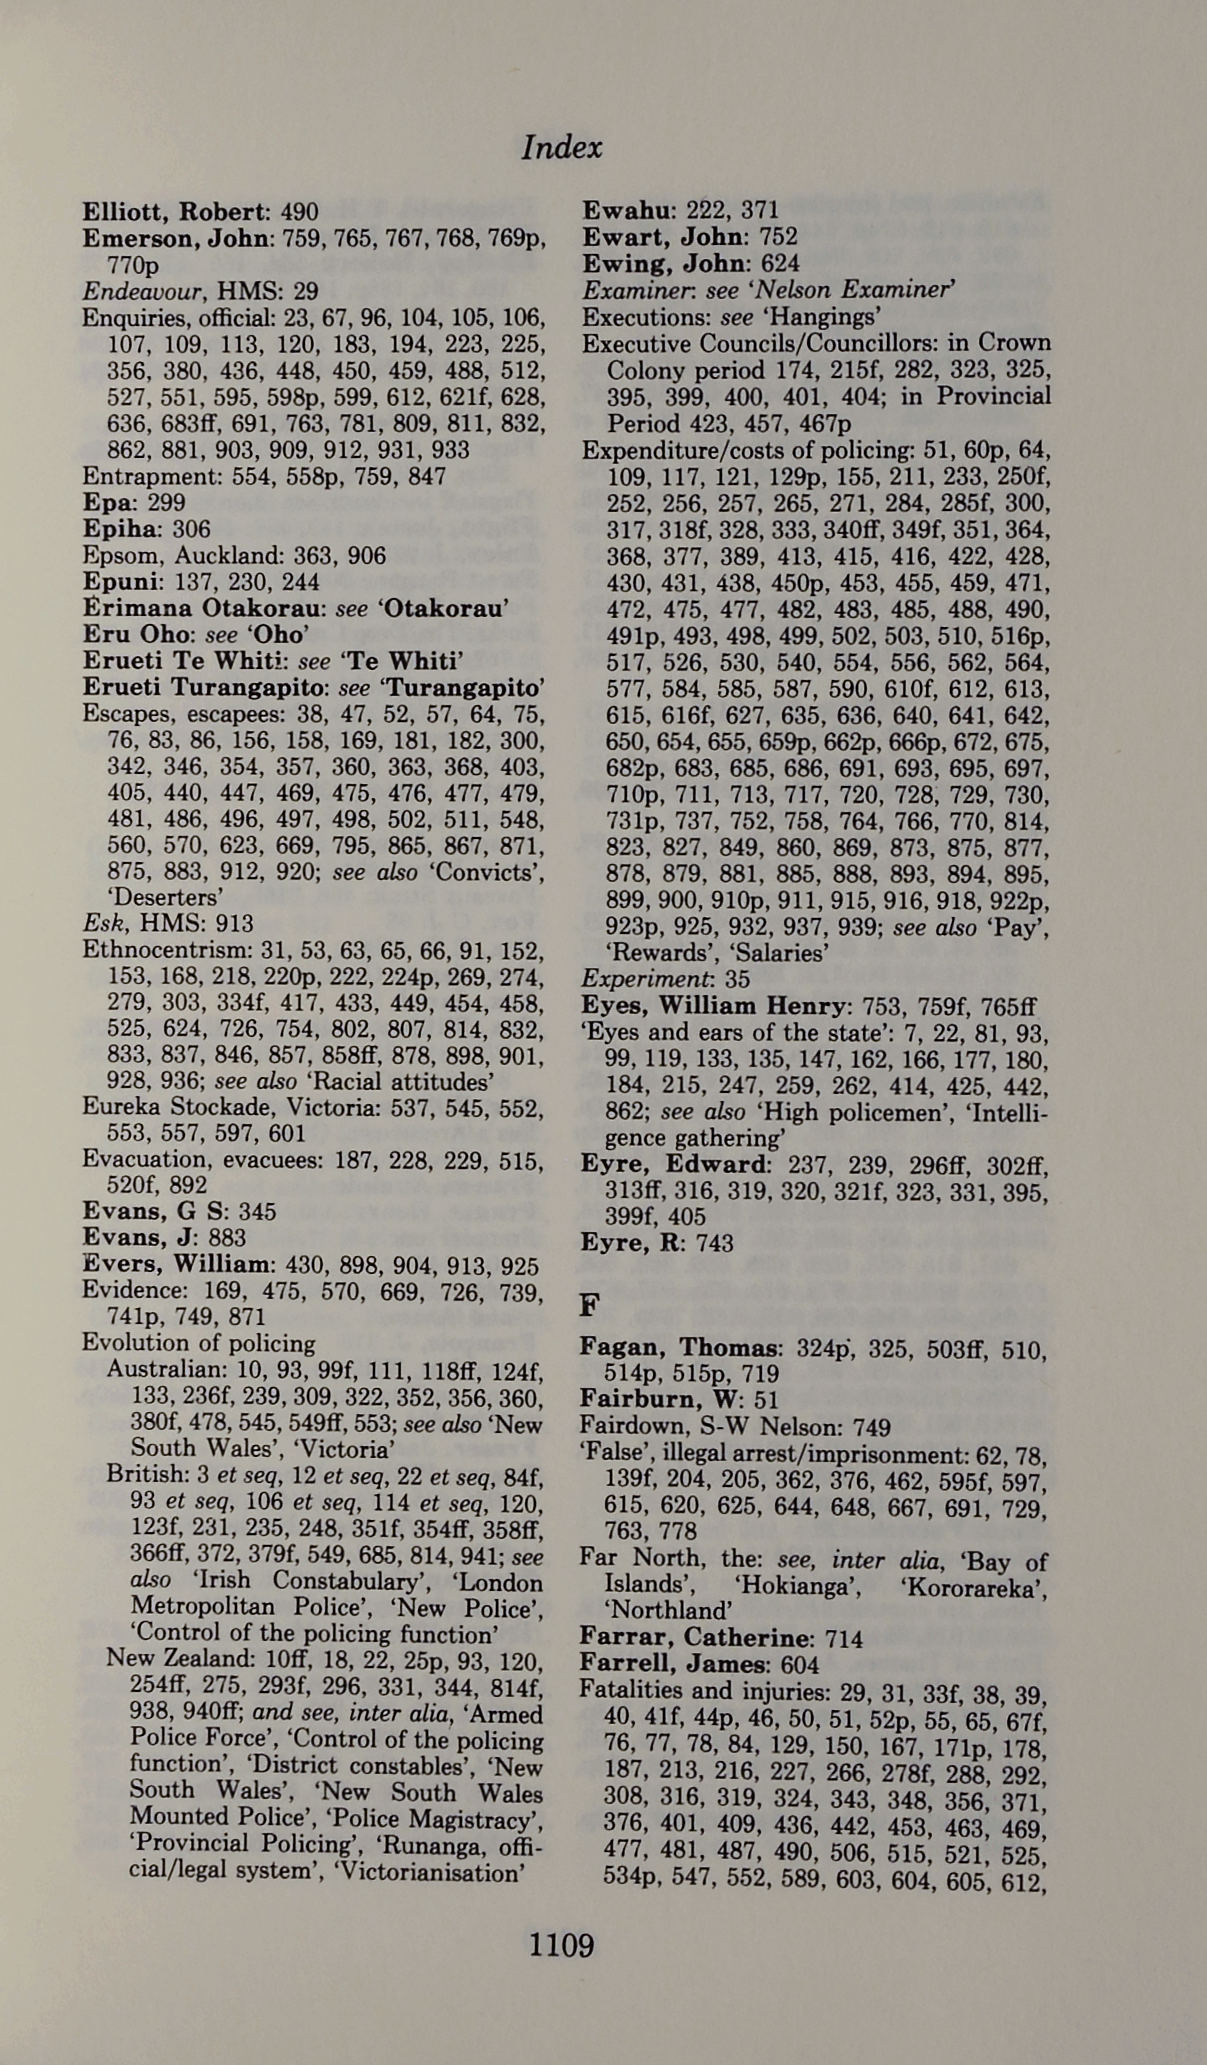 Index
Elliott, Robert: 490
Emerson, John: 759, 765, 767, 768, 769p,
770p
Endeavour, HMS: 29
Enquiries, official: 23, 67, 96, 104, 105, 106,
107, 109, 113, 120, 183, 194, 223, 225,
356, 380, 436, 448, 450, 459, 488, 512,
527, 551, 595, 598p, 599, 612, 621f, 628,
636, 683ff, 691, 763, 781, 809, 811, 832,
862, 881, 903, 909, 912, 931, 933
Entrapment: 554, 558p, 759, 847
Epa: 299
Epiha: 306
Epsom, Auckland: 363, 906
Epuni: 137, 230, 244
Erimana Otakorau: see ‘Otakorau’
Eru Oho: see ‘Oho’
Erueti Te Whiti: see ‘Te Whiti’
Erueti Turangapito: see ‘Turangapito’
Escapes, escapees: 38, 47, 52, 57, 64, 75,
76, 83, 86, 156, 158, 169, 181, 182, 300,
342, 346, 354, 357, 360, 363, 368, 403,
405, 440, 447, 469, 475, 476, 477, 479,
481, 486, 496, 497, 498, 502, 511, 548,
560, 570, 623, 669, 795, 865, 867, 871,
875, 883, 912, 920; see also ‘Convicts’,
‘Deserters’
Esk, HMS: 913
Ethnocentrism: 31, 53, 63, 65, 66, 91, 152,
153, 168, 218, 220p, 222, 224p, 269, 274,
279, 303, 334f, 417, 433, 449, 454, 458,
525, 624, 726, 754, 802, 807, 814, 832,
833, 837, 846, 857, 858ff, 878, 898, 901,
928, 936; see also ‘Racial attitudes’
Eureka Stockade, Victoria: 537, 545, 552,
553, 557, 597, 601
Evacuation, evacuees: 187, 228, 229, 515,
520f, 892
Evans, G S: 345
Evans, J: 883
Evers, William: 430, 898, 904, 913, 925
Evidence: 169, 475, 570, 669, 726, 739,
741p, 749, 871
Evolution of policing
Australian: 10, 93, 99f, 111, 118ff, 124f,
133, 236f, 239, 309, 322, 352, 356, 360,
380f, 478, 545, 549ff, 553; see also ‘New
South Wales’, ‘Victoria’
British: 3 et seq, 12 et seq, 22 et seq, 84f,
93 et seq, 106 et seq, 114 et seq, 120,
123f, 231, 235, 248, 351f, 354ff, 358ff,
366ff, 372, 379f, 549, 685, 814, 941; see
also ‘Irish Constabulary’, ‘London
Metropolitan Police’, ‘New Police’,
‘Control of the policing function’
New Zealand: 10ff, 18, 22, 25p, 93, 120,
254ff, 275, 293f, 296, 331, 344, 814f,
938, 940ff; and see, inter alia, ‘Armed
Police Force’, ‘Control of the policing
function’, ‘District constables’, ‘New
South Wales’, ‘New South Wales
Mounted Police’, ‘Police Magistracy’,
‘Provincial Policing’, ‘Runanga, offi-
cial/legal system’, ‘Victorianisation’
Ewahu: 222, 371
Ewart, John: 752
Ewing, John: 624
Examiner: see ‘Nelson Examiner’
Executions: see ‘Hangings’
Executive Councils/Councillors: in Crown
Colony period 174, 215f, 282, 323, 325,
395, 399, 400, 401, 404; in Provincial
Period 423, 457, 467p
Expenditure/costs of policing: 51, 60p, 64,
109, 117, 121, 129p, 155, 211, 233, 250f,
252, 256, 257, 265, 271, 284, 285f, 300,
317, 318f, 328, 333, 340ff, 349f, 351, 364,
368, 377, 389, 413, 415, 416, 422, 428,
430, 431, 438, 450p, 453, 455, 459, 471,
472, 475, 477, 482, 483, 485, 488, 490,
491p, 493, 498, 499, 502, 503, 510, 516p,
517, 526, 530, 540, 554, 556, 562, 564,
577, 584, 585, 587, 590, 610f, 612, 613,
615, 616f, 627, 635, 636, 640, 641, 642,
650, 654, 655, 659p, 662p, 666p, 672, 675,
682p, 683, 685, 686, 691, 693, 695, 697,
710p, 711, 713, 717, 720, 728, 729, 730,
731p, 737, 752, 758, 764, 766, 770, 814,
823, 827, 849, 860, 869, 873, 875, 877,
878, 879, 881, 885, 888, 893, 894, 895,
899, 900, 910p, 911, 915, 916, 918, 922p,
923p, 925, 932, 937, 939; see also ‘Pay’,
‘Rewards’, ‘Salaries’
Experiment: 35
Eyes, William Henry: 753, 759f, 765ff
‘Eyes and ears of the state’: 7, 22, 81, 93,
99, 119, 133, 135, 147, 162, 166, 177, 180,
184, 215, 247, 259, 262, 414, 425, 442,
862; see also ‘High policemen’, ‘Intelli-
gence gathering’
Eyre, Edward: 237, 239, 296ff, 302ff,
313ff, 316, 319, 320, 321f, 323, 331, 395,
399f, 405
Eyre, R: 743
F
Fagan, Thomas: 324p, 325, 503ff, 510,
514p, 515p, 719
Fairburn, W: 51
Fairdown, S-W Nelson: 749
‘False’, illegal arrest/imprisonment: 62, 78,
139f, 204, 205, 362, 376, 462, 595f, 597,
615, 620, 625, 644, 648, 667, 691, 729,
763, 778
Far North, the: see, inter alia, ‘Bay of
Islands’, ‘Hokianga’, ‘Kororareka’,
‘Northland’
Farrar, Catherine: 714
Farrell, James: 604
Fatalities and injuries: 29, 31, 33f, 38, 39,
40, 41f, 44p, 46, 50, 51, 52p, 55, 65, 67f,
76, 77, 78, 84, 129, 150, 167, 171p, 178,
187, 213, 216, 227, 266, 278f, 288, 292,
308, 316, 319, 324, 343, 348, 356, 371,
376, 401, 409, 436, 442, 453, 463, 469,
477, 481, 487, 490, 506, 515, 521, 525,
534p, 547, 552, 589, 603, 604, 605, 612,
1109